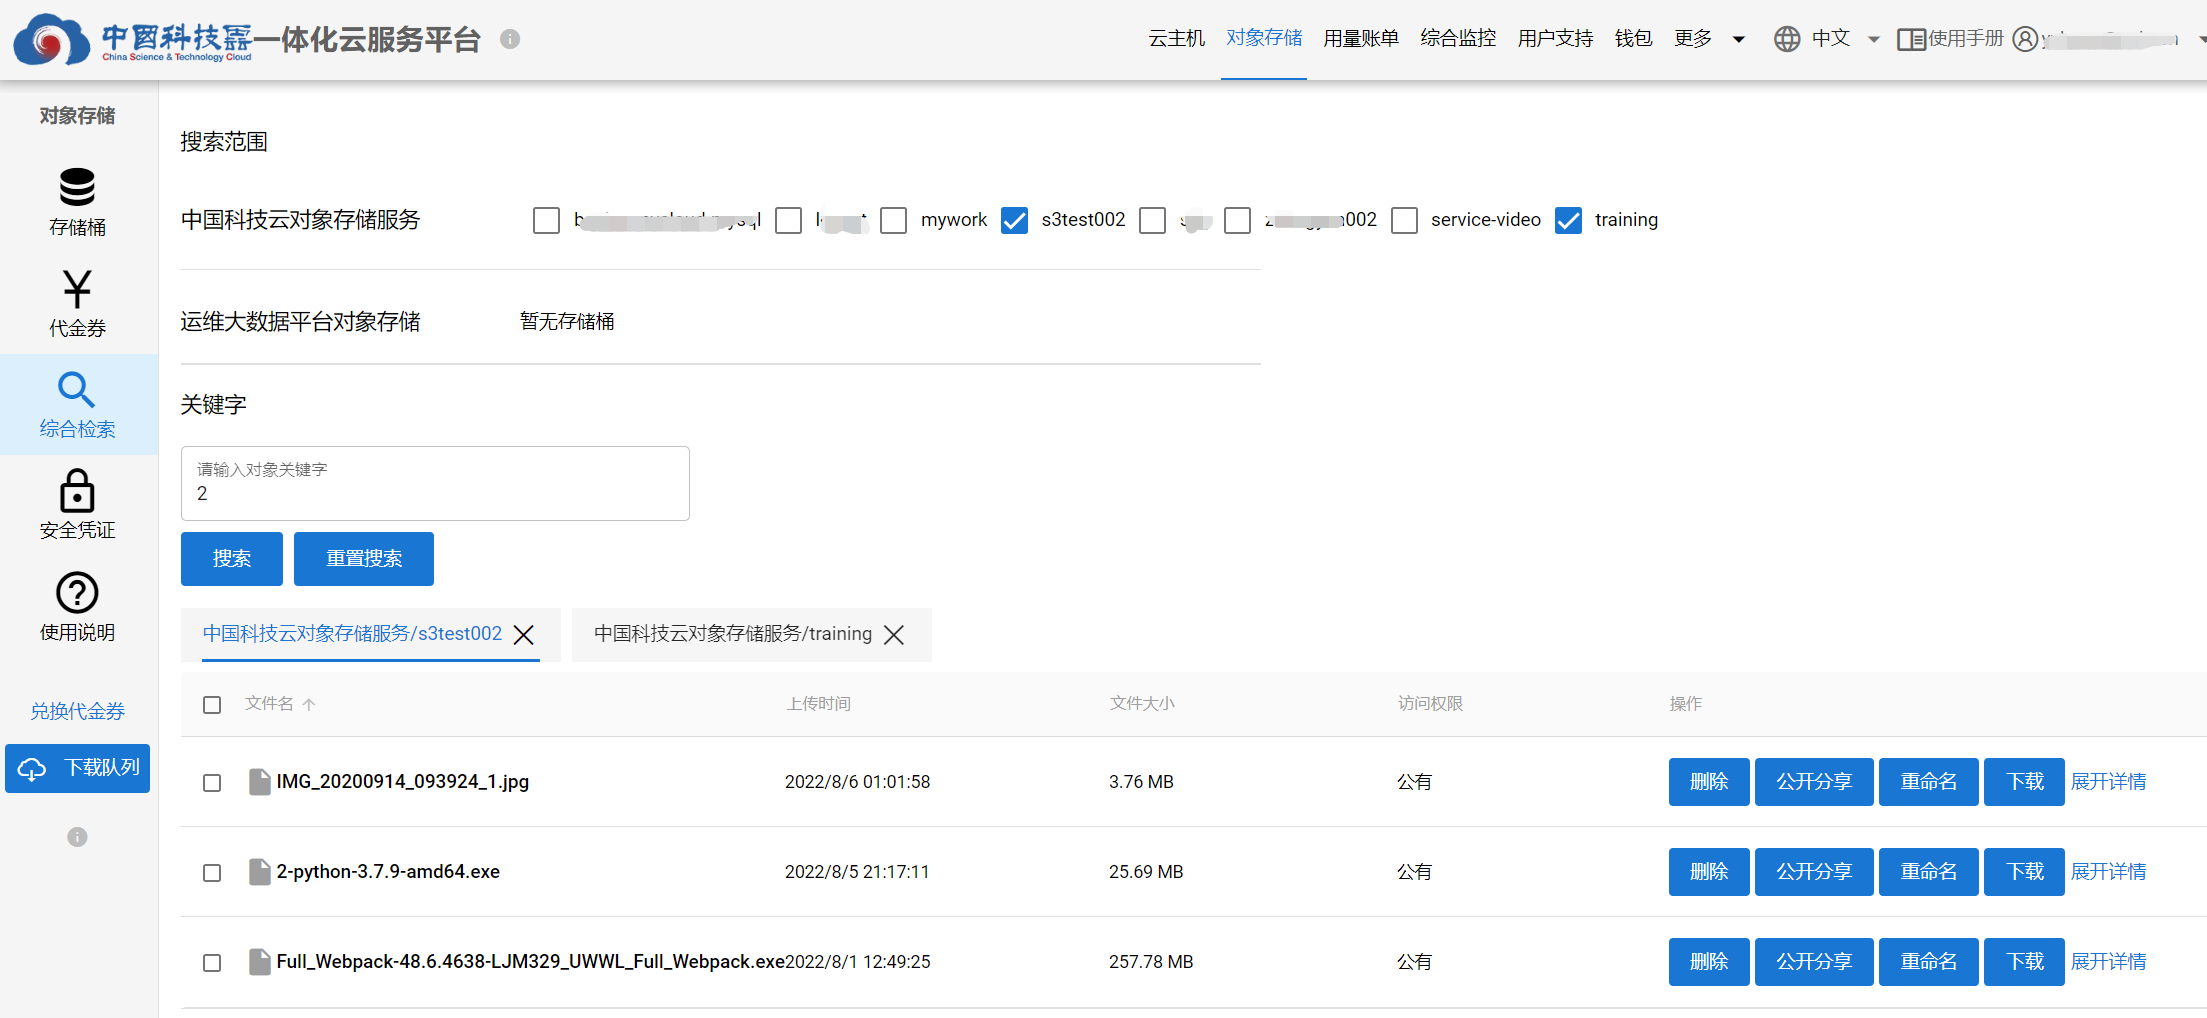 中国科技云一体化云服务平台
China Science & Technology Cloud
云主机 对象存储 用量账单 综合监控 用户支持 钱包 更多 中文 使用手册
对象存储
存储桶
代金券
综合检索
安全凭证
使用说明
兑换代金券
下载队列
搜索范围
中国科技云对象存储服务 mywork s3test002 service-video training
运维大数据平台对象存储 暂无存储桶
关键字
请输入对象关键字
2
搜索 重置搜索
中国科技云对象存储服务/s3test002 中国科技云对象存储服务/training
文件名 上传时间 文件大小 访问权限 操作
IMG_20200914_093924_1.jpg 2022/8/6 01:01:58 3.76 MB 公有 删除 公开分享 重命名 下载 展开详情
2-python-3.7.9-amd64.exe 2022/8/5 21:17:11 25.69 MB 公有 删除 公开分享 重命名 下载 展开详情
Full_Webpack-48.6.4638-LJM329_UWWL_Full_Webpack.exe 2022/8/1 12:49:25 257.78 MB 公有 删除 公开分享 重命名 下载 展开详情